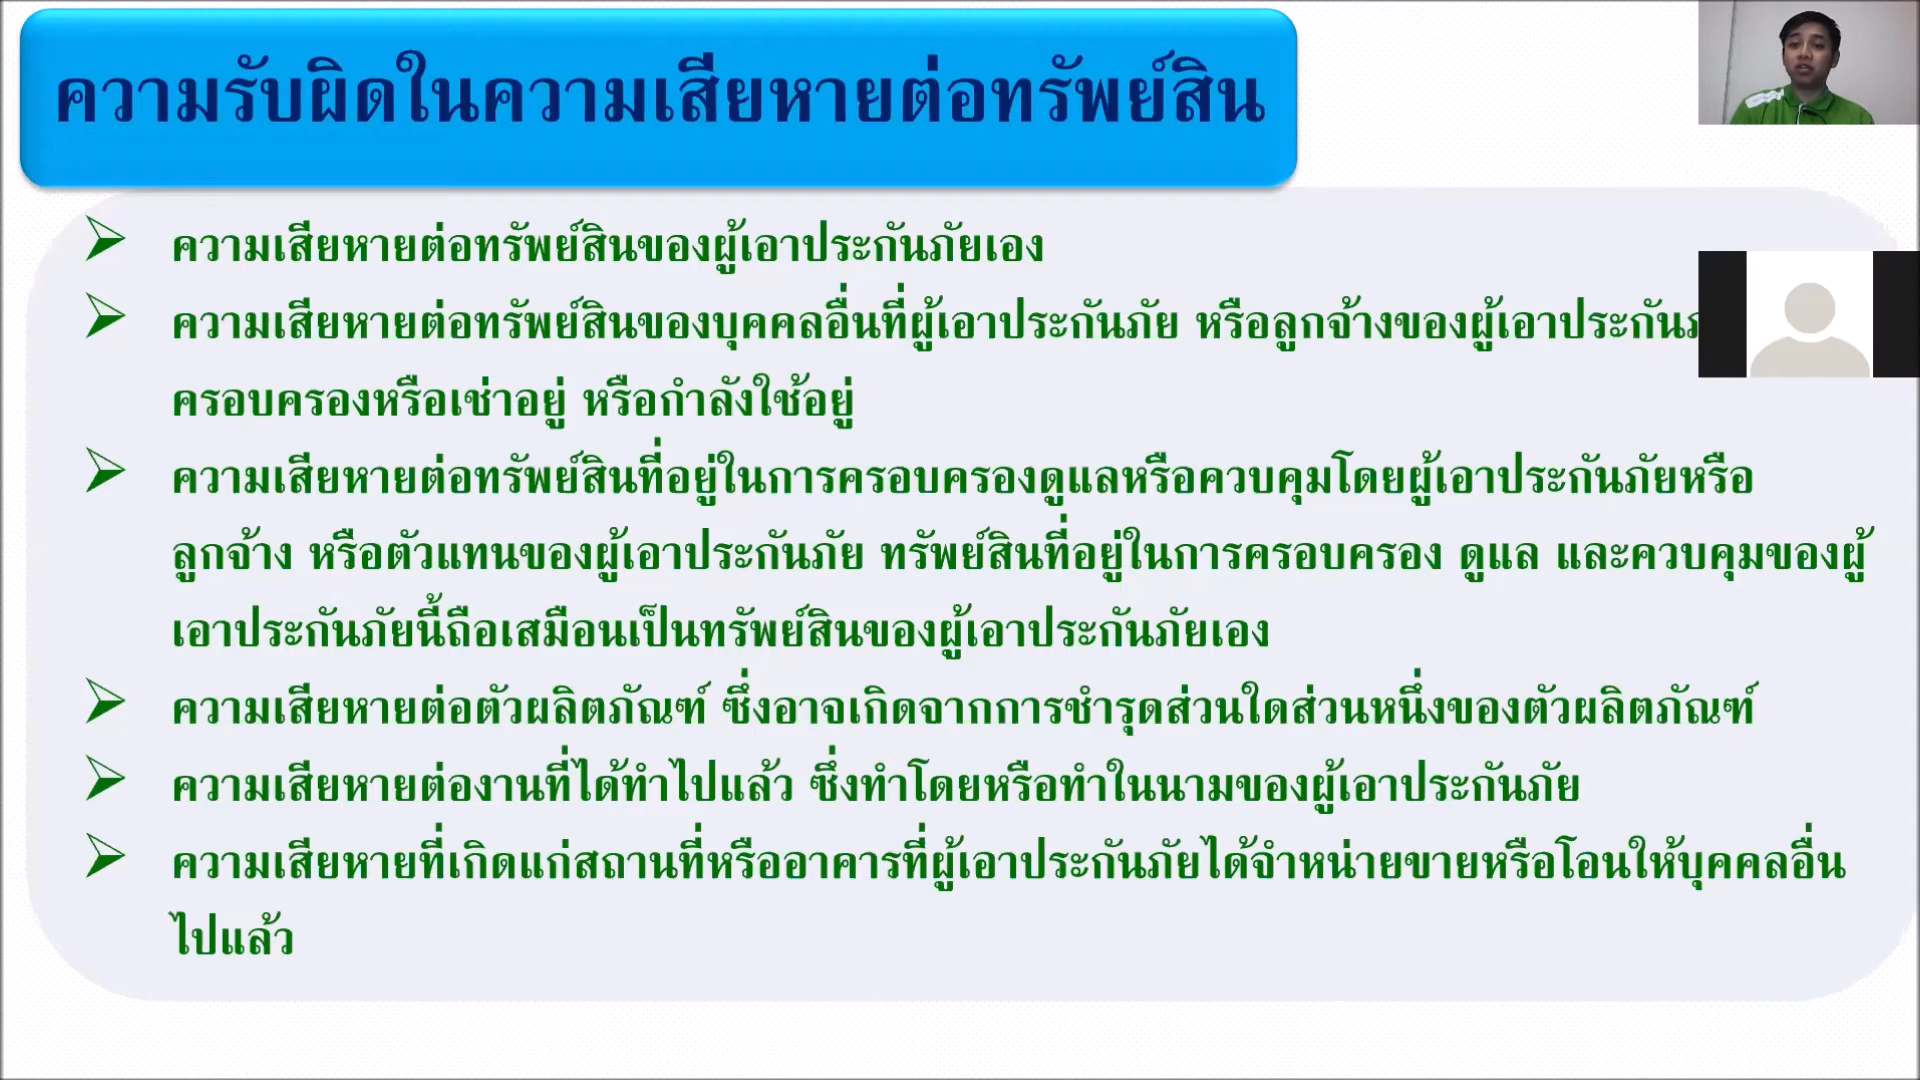 ความรับผิดในความเสียหายต่อทรัพย์สิน
ความเสียหายต่อทรัพย์สินของผู้เอาประกันภัยเอง
ความเสียหายต่อทรัพย์สินของบุคคลอื่นที่ผู้เอาประกันภัย หรือลูกจ้างของผู้เอาประกัน
ครอบครองหรือเช่าอยู่ หรือกำลังใช้อยู่
ความเสียหายต่อทรัพย์สินที่อยู่ในการครอบครองดูแลหรือควบคุมโดยผู้เอาประกันภัยหรือ
ลูกจ้าง หรือตัวแทนของผู้เอาประกันภัย ทรัพย์สินที่อยู่ในการครอบครอง ดูแล และควบคุมของผู้
เอาประกันภัยนี้ถือเสมือนเป็นทรัพย์สินของผู้เอาประกันภัยเอง
ความเสียหายต่อตัวผลิตภัณฑ์ ซึ่งอาจเกิดจากการชำรุดส่วนใดส่วนหนึ่งของตัวผลิตภัณฑ์
ความเสียหายต่องานที่ได้ทำไปแล้ว ซึ่งทำโดยหรือทำในนามของผู้เอาประกันภัย
ความเสียหายที่เกิดแก่สถานที่หรืออาคารที่ผู้เอาประกันภัยได้จำหน่ายขายหรือโอนให้บุคคลอื่น
ไปแล้ว